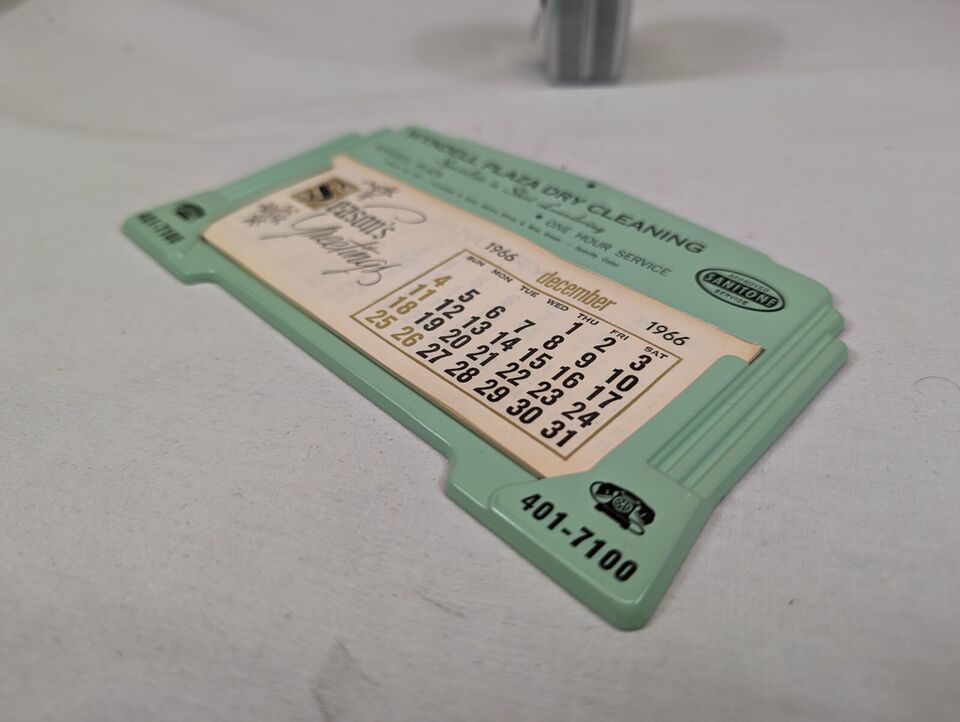 PLAZA DRY CLEANING
ONE HOUR SERVICE
APPROVED
SANITONE
SERVICE
Season's
Greetings
1966 december 1966
SUN MON TUE WED THU FRI SAT
1 2 3
4 5 6 7 8 9 10
11 12 13 14 15 16 17
18 19 20 21 22 23 24
25 26 27 28 29 30 31
401-7100
401-7100